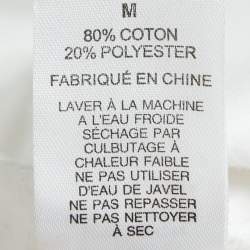 M
80% COTON
20% POLYESTER
FABRIQUÉ EN CHINE
LAVER À LA MACHINE
A L'EAU FROIDE
SÉCHAGE PAR
CULBUTAGE À
CHALEUR FAIBLE
NE PAS UTILISER
D'EAU DE JAVEL
NE PAS REPASSER
NE PAS NETTOYER
À SEC